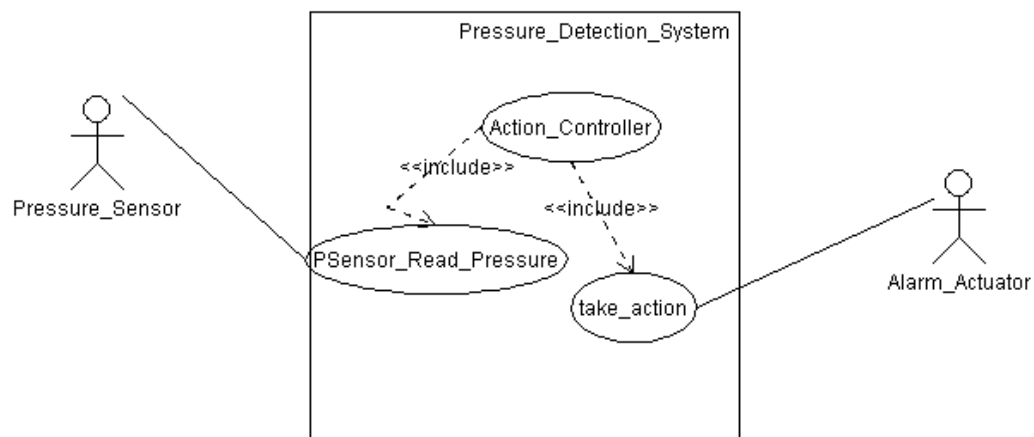 Pressure_Detection_System
Action_Controller
<<include>>
Pressure_Sensor
<<include>>
PSensor_Read_Pressure
Alarm_Actuator
take_action